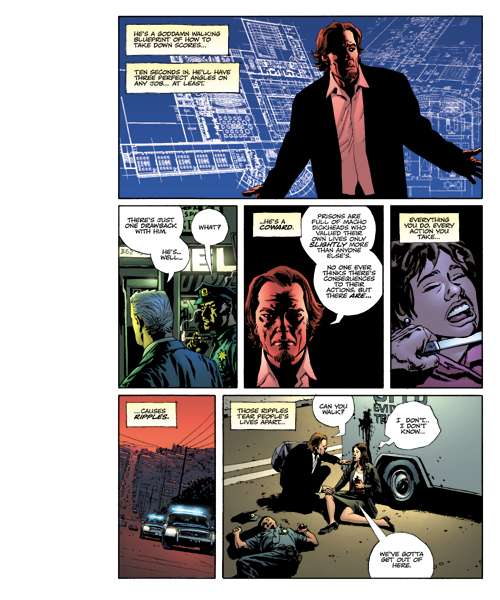 HE'S A GODDAMN WALKING
BLUEPRINT OF HOW TO
TAKE DOWN SCORES...
TEN SECONDS IN, HE'LL HAVE
THREE PERFECT ANGLES ON
ANY JOB... AT LEAST.
THERE'S JUST
ONE DRAWBACK
WITH HIM.
WHAT?
HE'S...
WELL...
...HE'S A
COWARD.
PRISONS ARE
FULL OF MACHO
DICKHEADS WHO
VALUED THEIR
OWN LIVES ONLY
SLIGHTLY MORE
THAN ANYONE
ELSE'S.
NO ONE EVER
THINKS THERE'S
CONSEQUENCES
TO THEIR
ACTIONS. BUT
THERE ARE...
EVERYTHING
YOU DO, EVERY
ACTION YOU
TAKE...
...CAUSES
RIPPLES.
THOSE RIPPLES
TEAR PEOPLE'S
LIVES APART...
CAN YOU
WALK?
I DON'T...
I DON'T
KNOW...
WE'VE GOTTA
GET OUT OF
HERE.